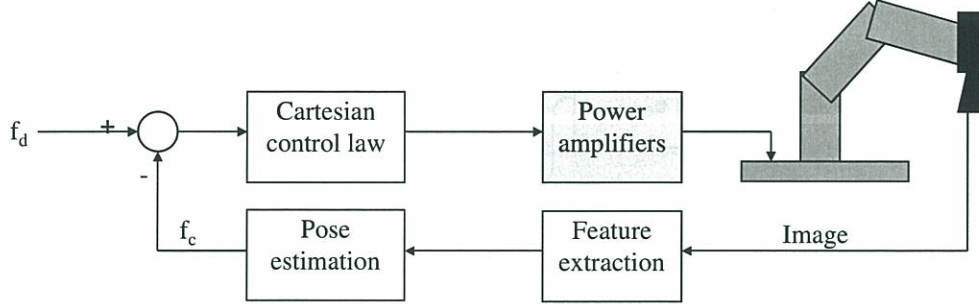 Cartesian
control law
Power
amplifiers
f_d
+
-
f_c
Pose
estimation
Feature
extraction
Image